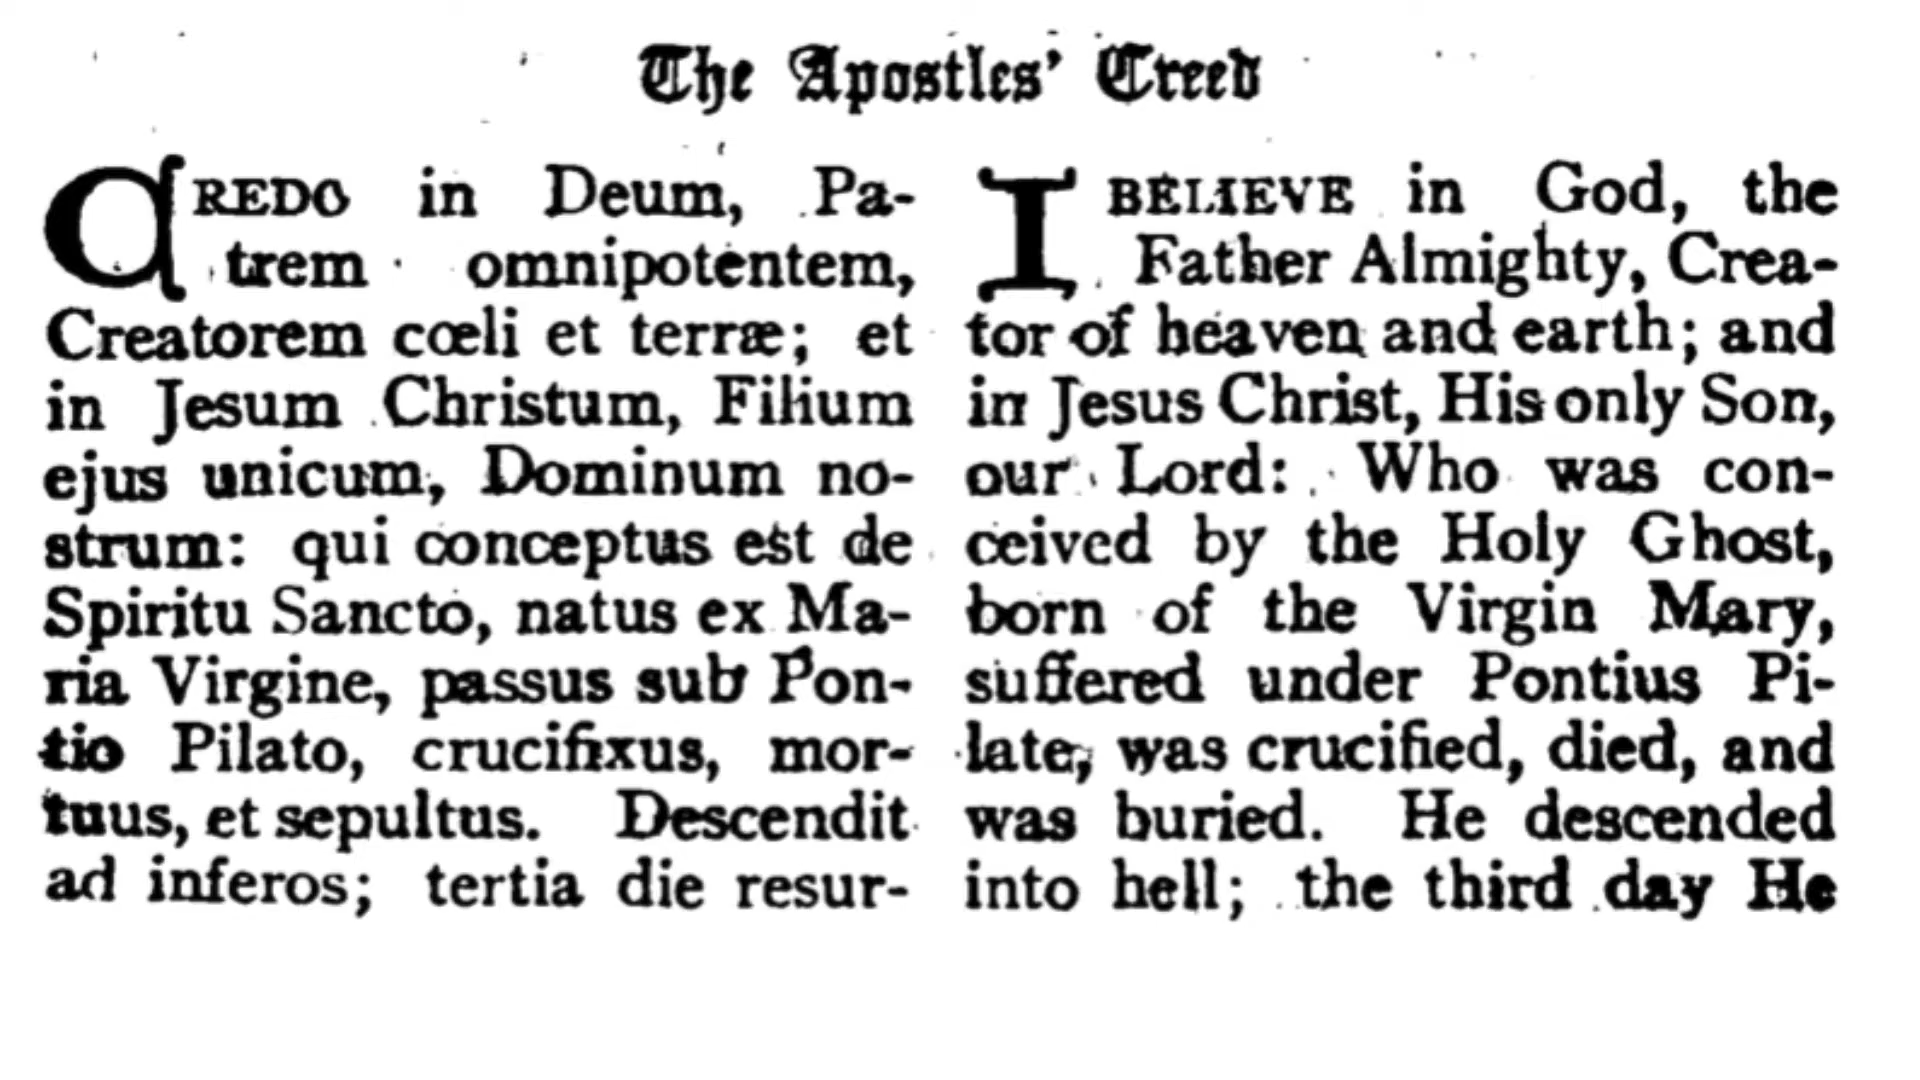 The Apostles' Creed
CREDO in Deum, Pa-
trem omnipotentem,
Creatorem cœli et terræ; et
in Jesum Christum, Filium
ejus unicum, Dominum no-
strum: qui conceptus est de
Spiritu Sancto, natus ex Ma-
ria Virgine, passus sub Pon-
tio Pilato, crucifixus, mor-
tuus, et sepultus. Descendit
ad inferos; tertia die resur-
I BELIEVE in God, the
Father Almighty, Crea-
tor of heaven and earth; and
in Jesus Christ, His only Son,
our Lord: Who was con-
ceived by the Holy Ghost,
born of the Virgin Mary,
suffered under Pontius Pi-
late, was crucified, died, and
was buried. He descended
into hell; the third day He